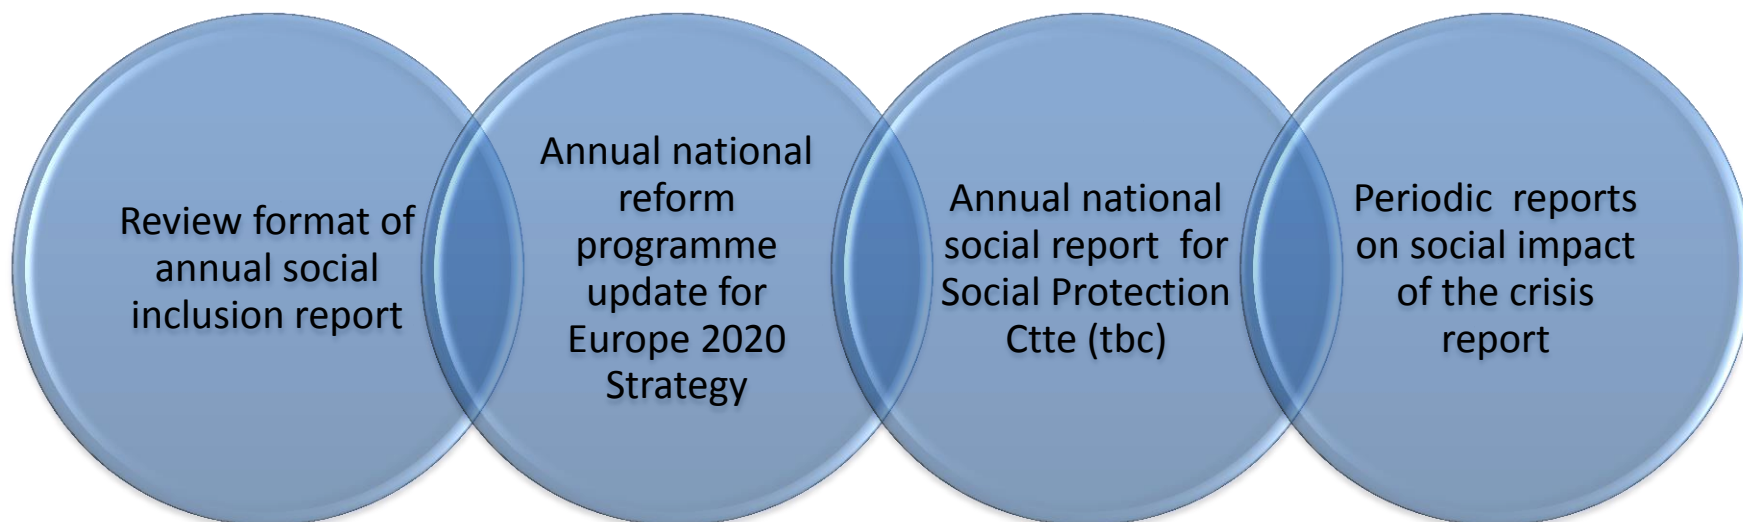 Review format of
annual social
inclusion report
Annual national
reform
programme
update for
Europe 2020
Strategy
Annual national
social report  for
Social Protection
Ctte (tbc)
Periodic  reports
on social impact
of the crisis
report